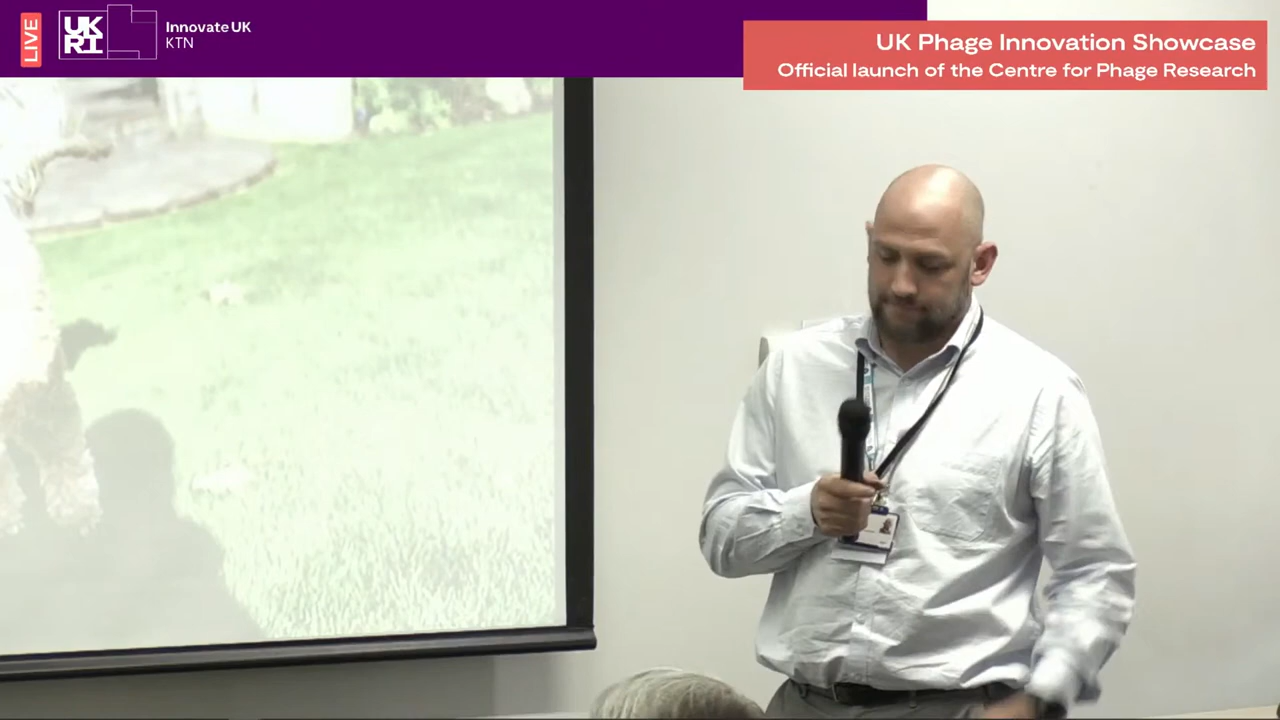 LIVE
UK
RI
Innovate UK
KTN
UK Phage Innovation Showcase
Official launch of the Centre for Phage Research